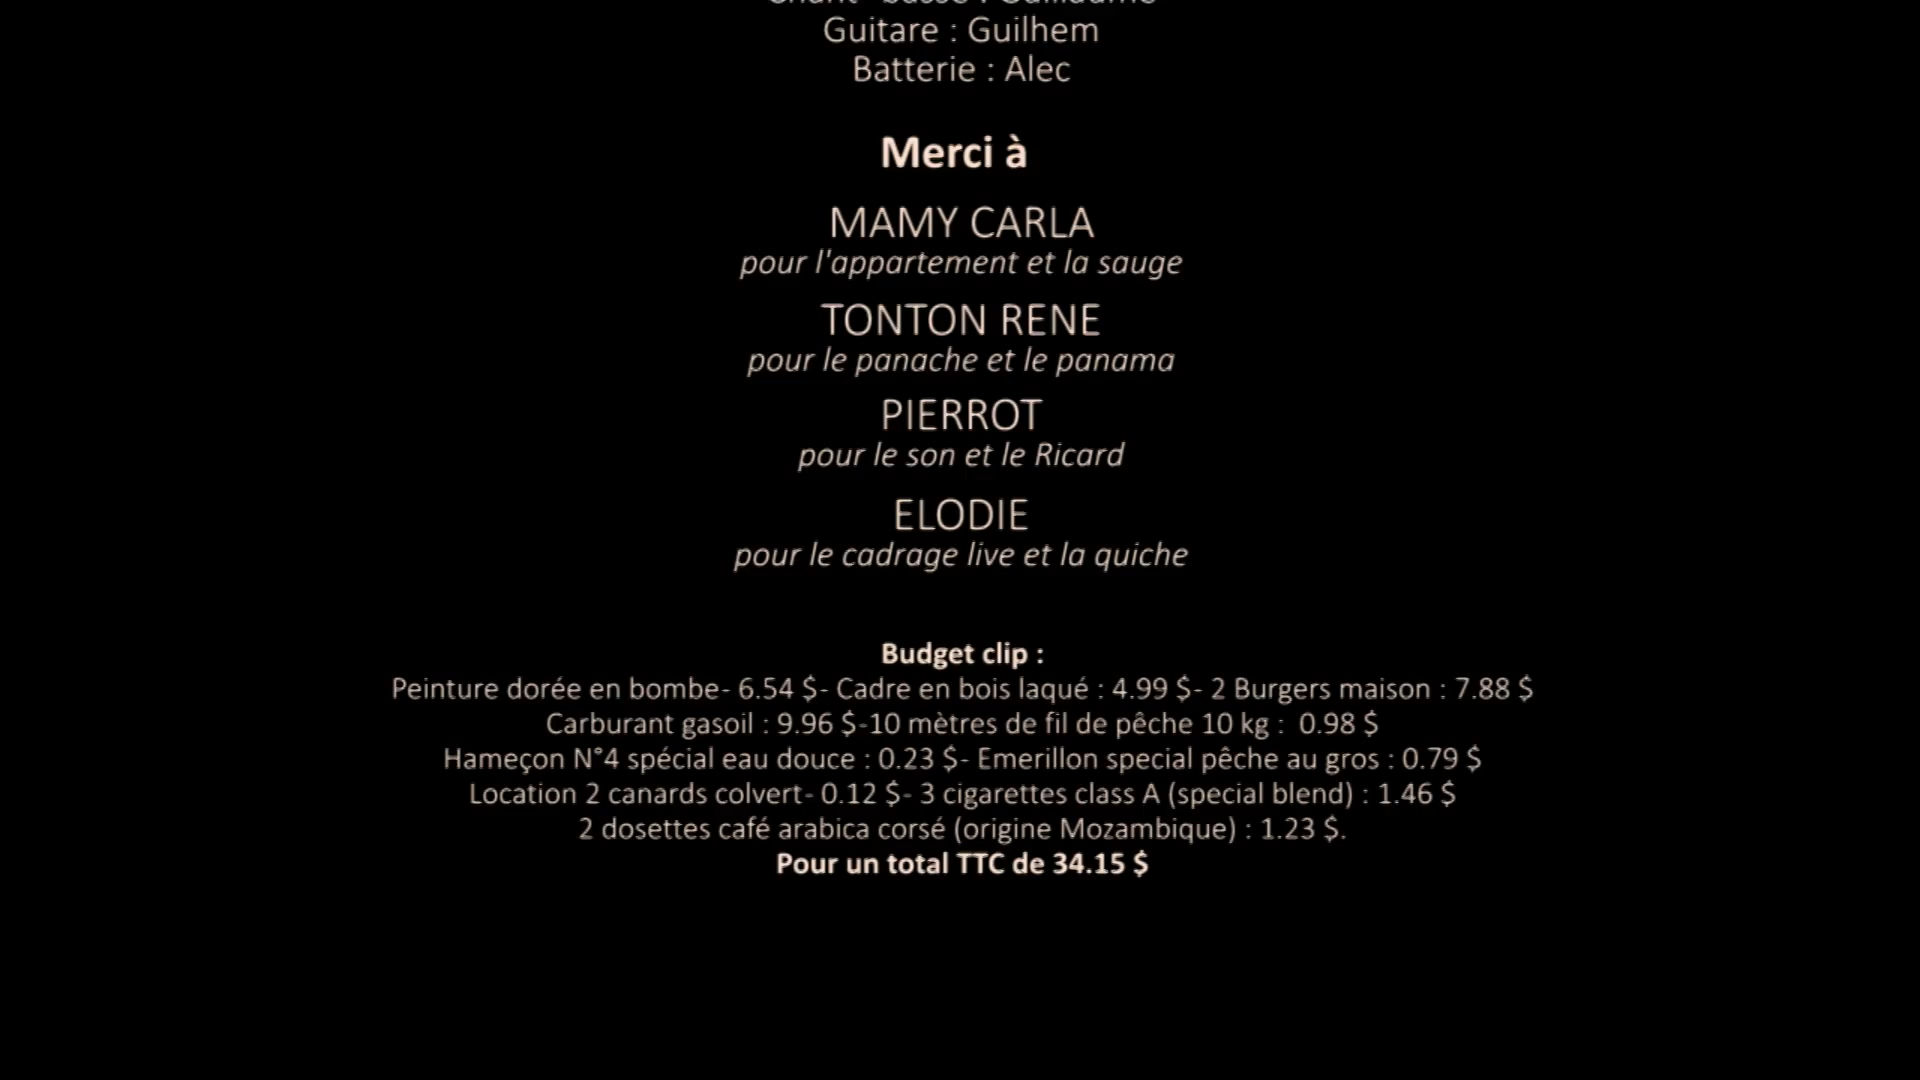 Chant - basse : Guillaume
Guitare : Guilhem
Batterie : Alec
Merci à
MAMY CARLA
pour l'appartement et la sauge
TONTON RENE
pour le panache et le panama
PIERROT
pour le son et le Ricard
ELODIE
pour le cadrage live et la quiche
Budget clip :
Peinture dorée en bombe- 6.54 $- Cadre en bois laqué : 4.99 $- 2 Burgers maison : 7.88 $
Carburant gasoil : 9.96 $-10 mètres de fil de pêche 10 kg :  0.98 $
Hameçon N°4 spécial eau douce : 0.23 $- Emerillon special pêche au gros : 0.79 $
Location 2 canards colvert- 0.12 $- 3 cigarettes class A (special blend) : 1.46 $
2 dosettes café arabica corsé (origine Mozambique) : 1.23 $.
Pour un total TTC de 34.15 $